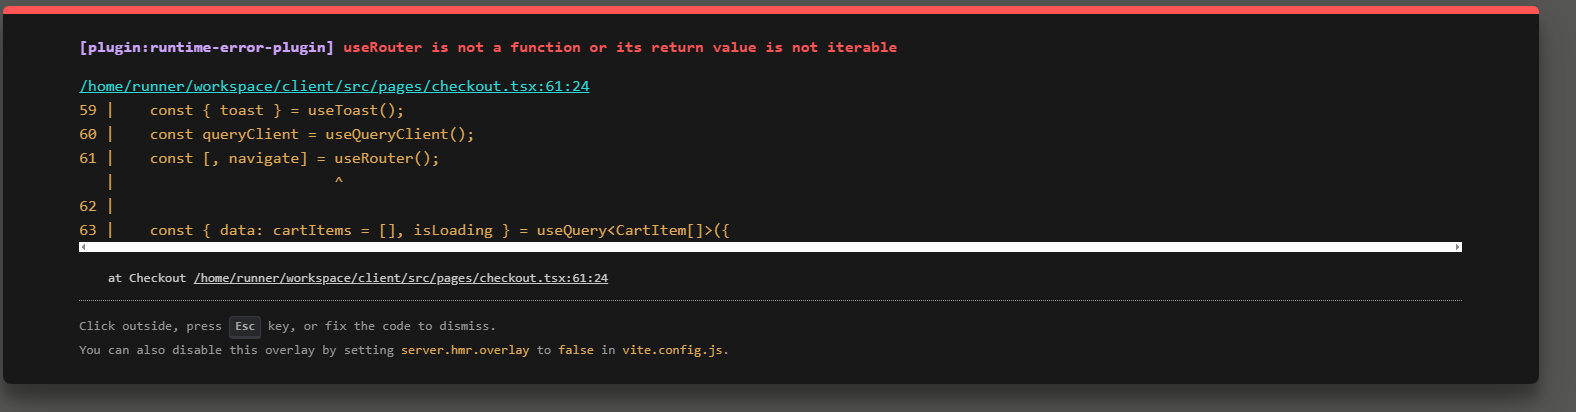 [plugin:runtime-error-plugin] useRouter is not a function or its return value is not iterable
/home/runner/workspace/client/src/pages/checkout.tsx:61:24
59 |    const { toast } = useToast();
60 |    const queryClient = useQueryClient();
61 |    const [, navigate] = useRouter();
   |                         ^
62 |
63 |    const { data: cartItems = [], isLoading } = useQuery<CartItem[]>({
at Checkout /home/runner/workspace/client/src/pages/checkout.tsx:61:24
Click outside, press Esc key, or fix the code to dismiss.
You can also disable this overlay by setting server.hmr.overlay to false in vite.config.js.